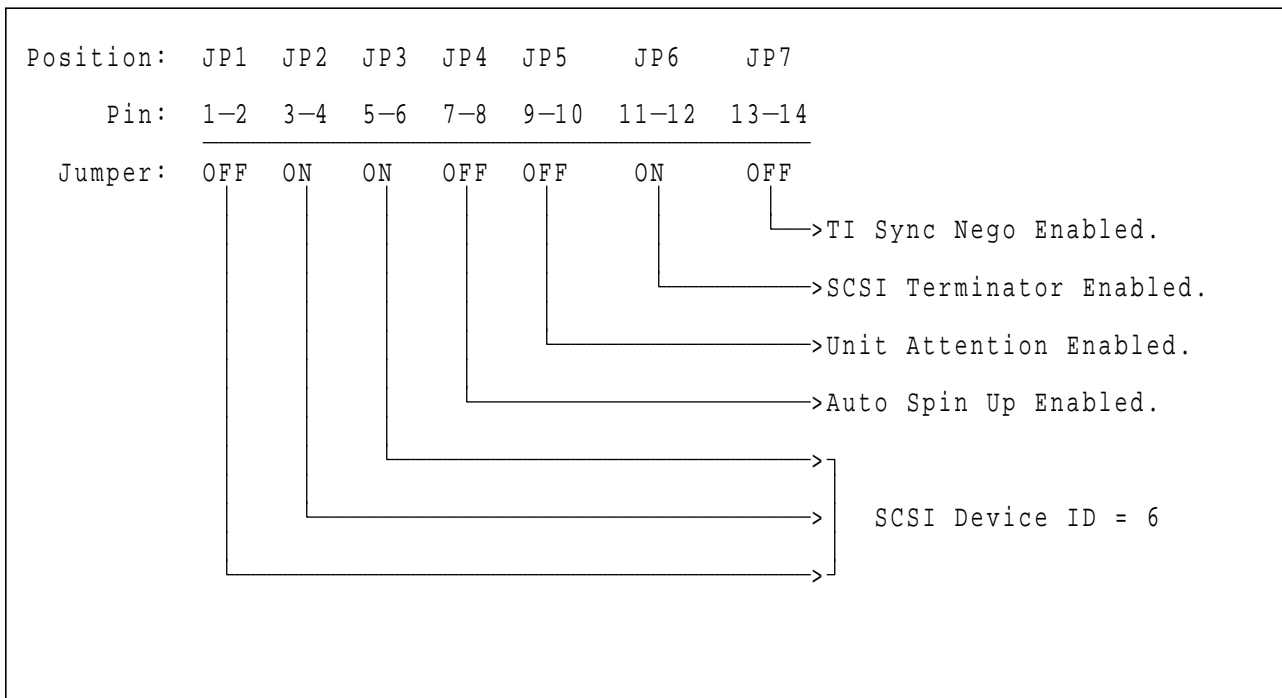 Position: JP1 JP2 JP3 JP4 JP5 JP6 JP7
Pin: 1—2 3—4 5—6 7—8 9—10 11—12 13—14
Jumper: OFF ON ON OFF OFF ON OFF
>TI Sync Nego Enabled.
>SCSI Terminator Enabled.
>Unit Attention Enabled.
>Auto Spin Up Enabled.
>
> SCSI Device ID = 6
>